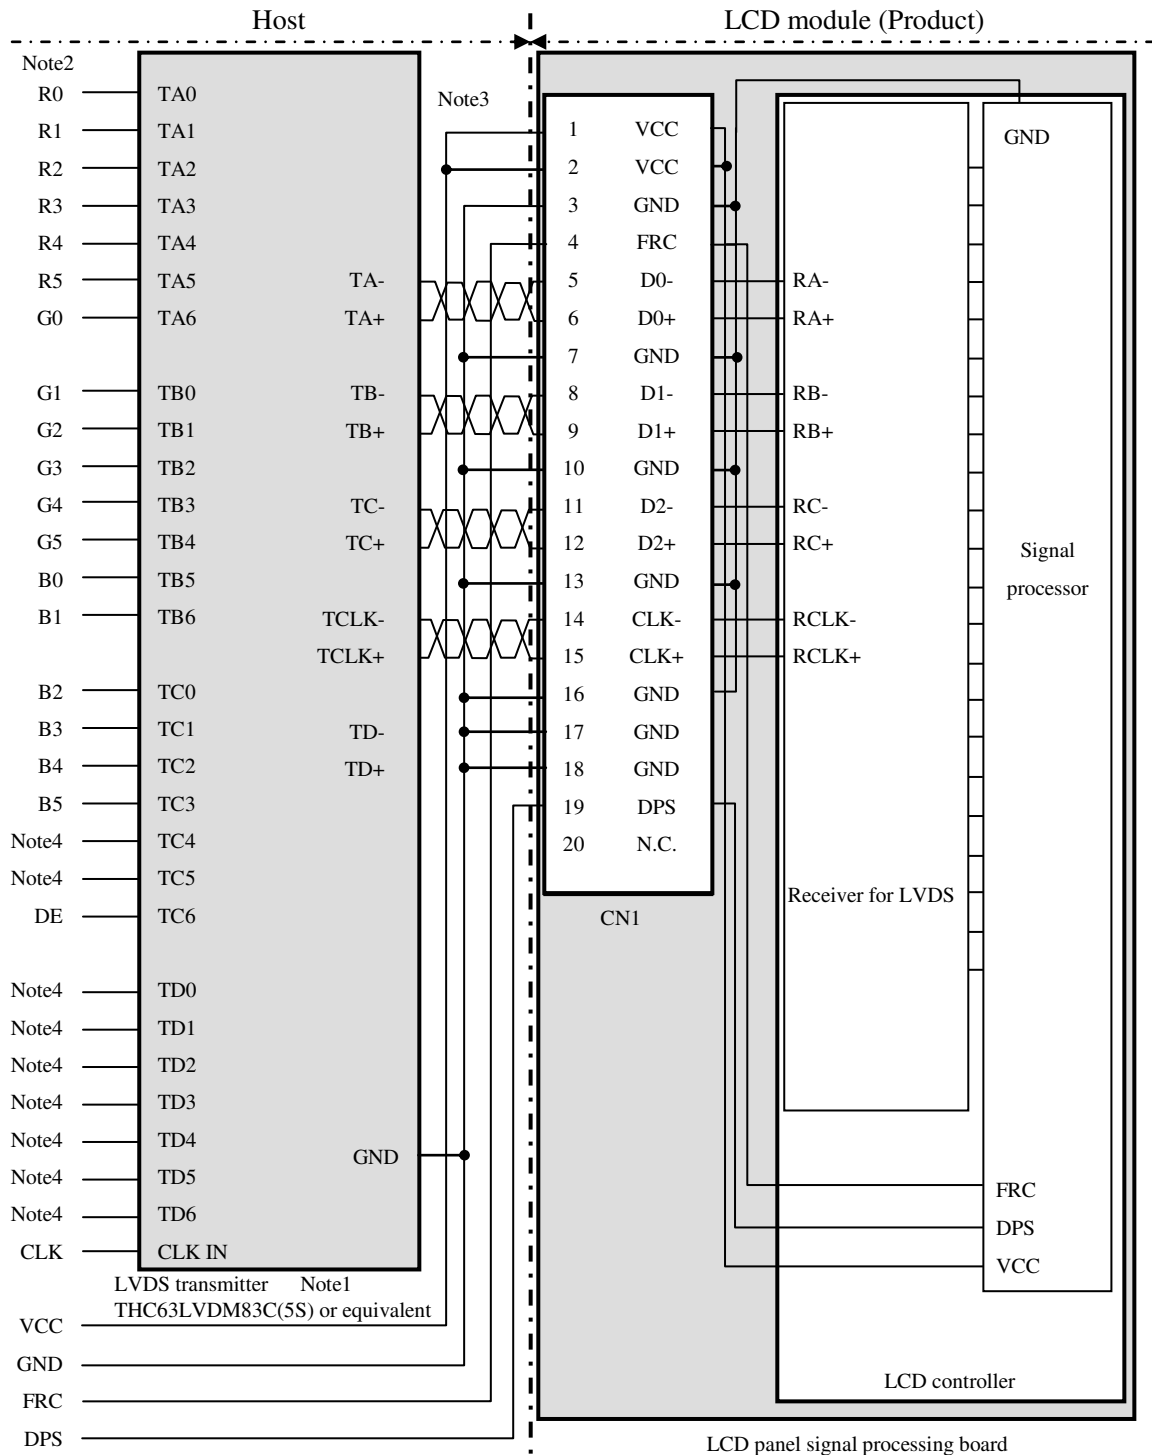 Host
LCD module (Product)
Note2
Note3
R0 TA0
R1 TA1
R2 TA2
R3 TA3
R4 TA4
R5 TA5 TA-
G0 TA6 TA+
G1 TB0 TB-
G2 TB1 TB+
G3 TB2
G4 TB3 TC-
G5 TB4 TC+
B0 TB5
B1 TB6 TCLK-
TCLK+
B2 TC0
B3 TC1 TD-
B4 TC2 TD+
B5 TC3
Note4 TC4
Note4 TC5
DE TC6
Note4 TD0
Note4 TD1
Note4 TD2
Note4 TD3
Note4 TD4
GND
Note4 TD5
Note4 TD6
CLK CLK IN
LVDS transmitter Note1
THC63LVDM83C(5S) or equivalent
VCC
GND
FRC
DPS
1 VCC
2 VCC
3 GND
4 FRC
5 D0- RA-
6 D0+ RA+
7 GND
8 D1- RB-
9 D1+ RB+
10 GND
11 D2- RC-
12 D2+ RC+
13 GND
14 CLK- RCLK-
15 CLK+ RCLK+
16 GND
17 GND
18 GND
19 DPS
20 N.C.
CN1
Receiver for LVDS
GND
Signal
processor
FRC
DPS
VCC
LCD controller
LCD panel signal processing board